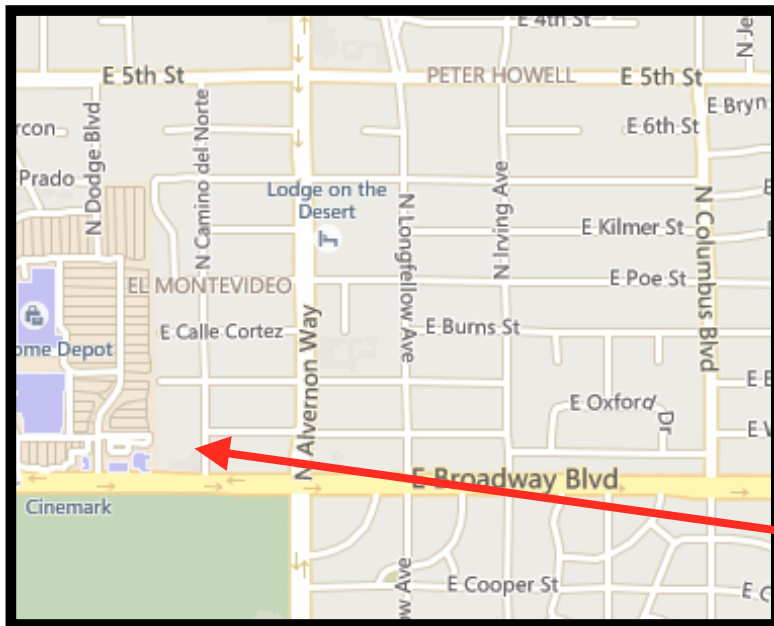 E 4th St
N Je
E 5th St
PETER HOWELL
E 5th St
E Bryn
rcon
E 6th St
N Dodge Blvd
N Camino del Norte
Prado
Lodge on the
Desert
N Longfellow Ave
N Irving Ave
N Columbus Blvd
E Kilmer St
EL MONTEVIDEO
E Poe St
N Alvernon Way
E Calle Cortez
E Burns St
ome Depot
E Oxford
Dr
E Broadway Blvd
Cinemark
ow Ave
E Cooper St